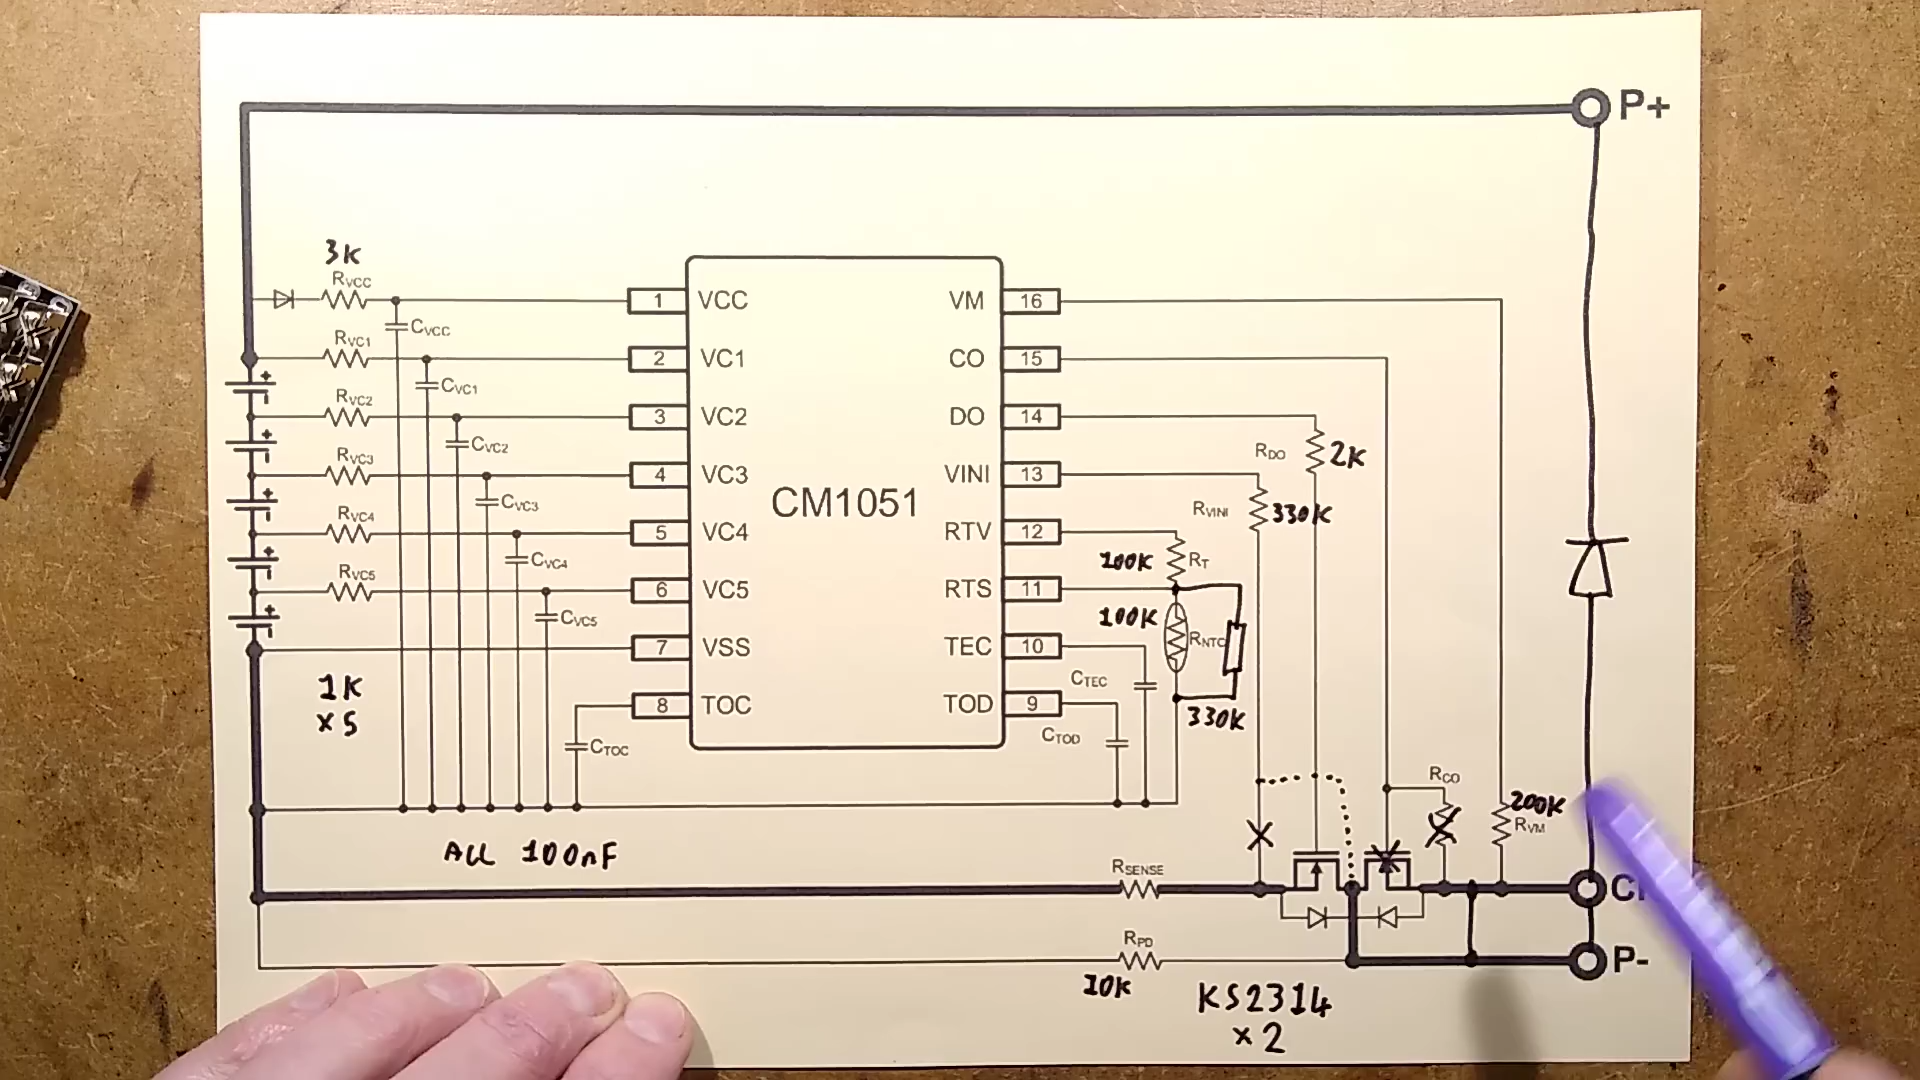 P+
3K
RVCC
1 VCC
CVCC
RVC1
2 VC1
CVC1
RVC2
3 VC2
CVC2
RVC3
4 VC3
CVC3
RVC4
5 VC4
CVC4
RVC5
6 VC5
CVC5
7 VSS
1K
x5
8 TOC
CTOC
ALL 100nF
CM1051
VM 16
CO 15
DO 14
RDO 2K
VINI 13
RVINI 330K
RTV 12
100K RT
RTS 11
100K RNTC
TEC 10
CTEC
330K
TOD 9
CTOD
RCO
200K
RVM
RSENSE
RPD
10K
KS2314
x2
P-